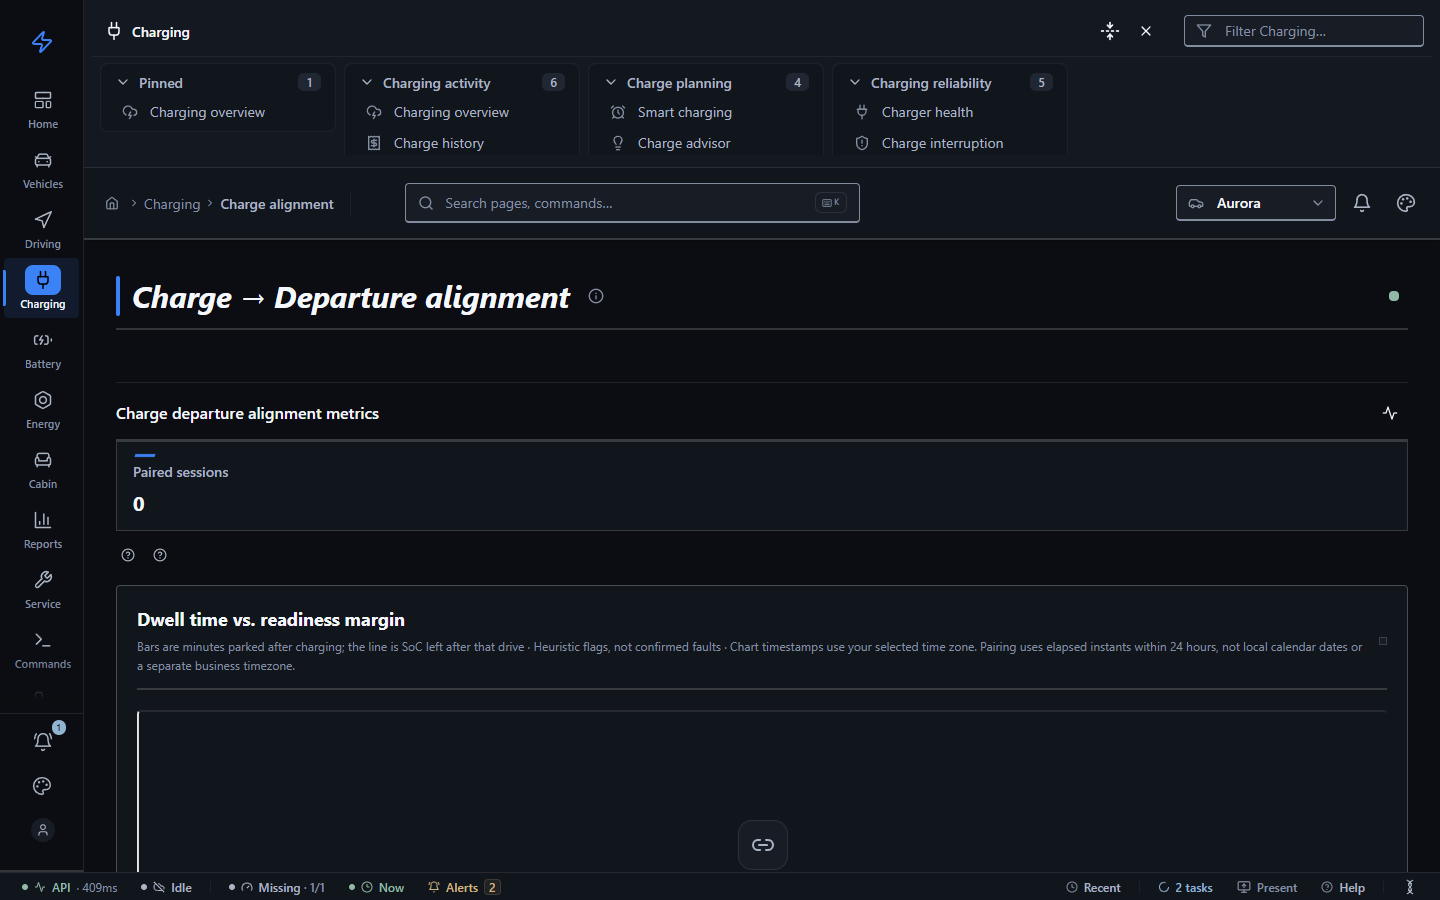 Charging
Filter Charging...
Pinned 1
Charging overview
Charging activity 6
Charging overview
Charge history
Charge planning 4
Smart charging
Charge advisor
Charging reliability 5
Charger health
Charge interruption
Home
Vehicles
Driving
Charging
Battery
Energy
Cabin
Reports
Service
Commands
1
Charging > Charge alignment
Search pages, commands...
K
Aurora
Charge → Departure alignment
Charge departure alignment metrics
Paired sessions
0
Dwell time vs. readiness margin
Bars are minutes parked after charging; the line is SoC left after that drive · Heuristic flags, not confirmed faults · Chart timestamps use your selected time zone. Pairing uses elapsed instants within 24 hours, not local calendar dates or
a separate business timezone.
API · 409ms
Idle
Missing · 1/1
Now
Alerts 2
Recent
2 tasks
Present
Help